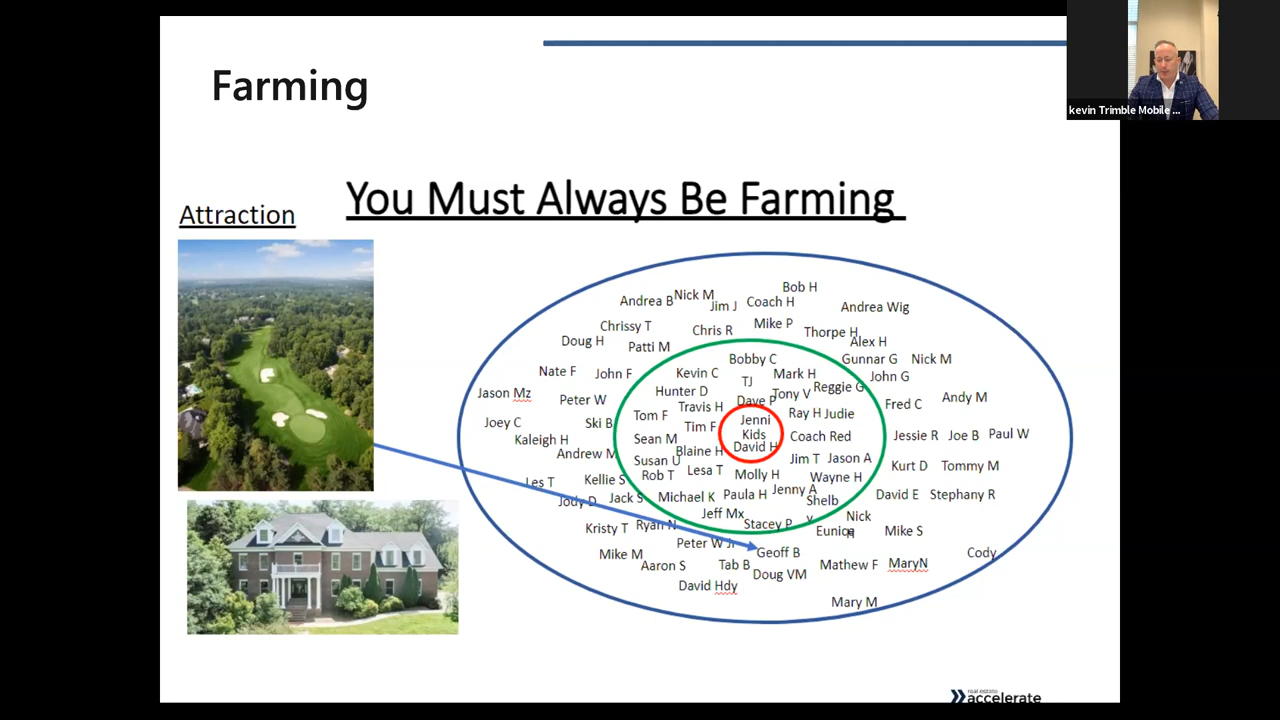 kevin Trimble Mobile ...
Farming
You Must Always Be Farming
Attraction
Bob H
Andrea B Nick M Jim J Coach H Andrea Wig
Chrissy T Chris R Mike P Thorpe H
Doug H Patti M Alex H
Bobby C Gunnar G Nick M
Nate F John F Kevin C TJ Mark H John G
Jason Mz Peter W Hunter D Dave P Tony V Reggie G Fred C Andy M
Joey C Ski B Tom F Travis H Jenni Ray H Judie
Kaleigh H Sean M Tim F Kids Coach Red Jessie R Joe B Paul W
Andrew M Susan U Blaine H David H Jim T Jason A Kurt D Tommy M
Les T Kellie S Rob T Lesa T Molly H Wayne H
Jody D Jack S Michael K Paula H Jenny A Shelb David E Stephany R
Jeff Mx y Nick
Kristy T Ryan N Stacey P Eunice H Mike S
Peter W Jr
Mike M Aaron S Tab B Geoff B Mathew F MaryN Cody
Doug VM
David Hdy
Mary M
real estate
accelerate